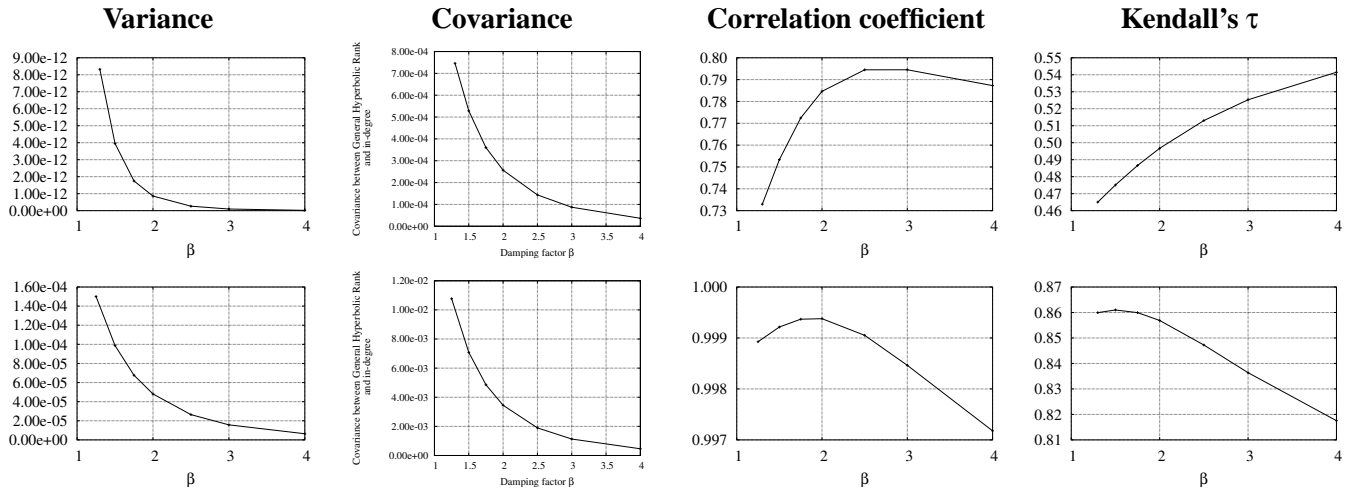 Variance
Covariance
Correlation coefficient
Kendall's τ
9.00e-12
8.00e-12
7.00e-12
6.00e-12
5.00e-12
4.00e-12
3.00e-12
2.00e-12
1.00e-12
0.00e+00
1 2 3 4
β
Covariance between General Hyperbolic Rank
and in-degree
8.00e-04
7.00e-04
6.00e-04
5.00e-04
4.00e-04
3.00e-04
2.00e-04
1.00e-04
0.00e+00
1 1.5 2 2.5 3 3.5 4
Damping factor β
0.80
0.79
0.78
0.77
0.76
0.75
0.74
0.73
1 2 3 4
β
0.55
0.54
0.53
0.52
0.51
0.50
0.49
0.48
0.47
0.46
1 2 3 4
β
1.60e-04
1.40e-04
1.20e-04
1.00e-04
8.00e-05
6.00e-05
4.00e-05
2.00e-05
0.00e+00
1 2 3 4
β
Covariance between General Hyperbolic Rank
and in-degree
1.20e-02
1.00e-02
8.00e-03
6.00e-03
4.00e-03
2.00e-03
0.00e+00
1 1.5 2 2.5 3 3.5 4
Damping factor β
1.000
0.999
0.998
0.997
1 2 3 4
β
0.87
0.86
0.85
0.84
0.83
0.82
0.81
1 2 3 4
β